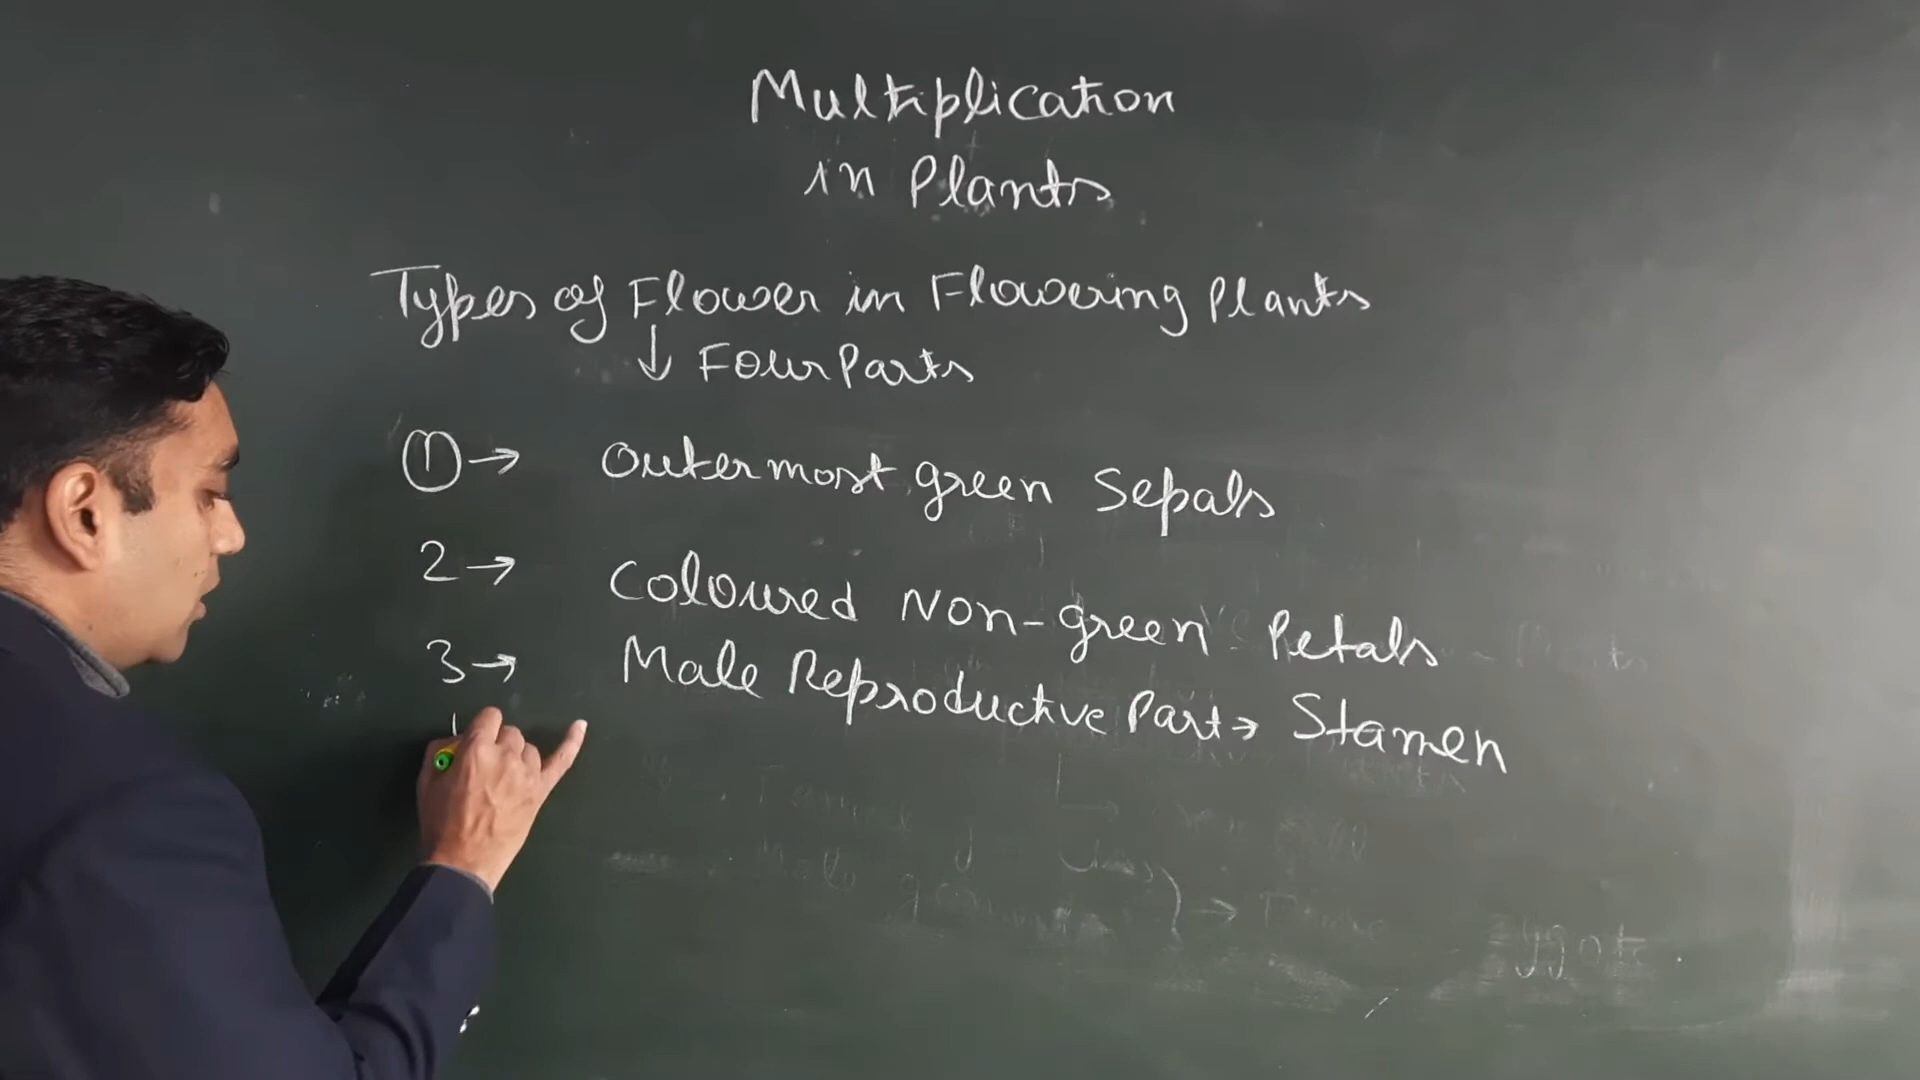 Multiplication
in Plants
Types of Flower in Flowering Plants
↓ Four Parts
① → Outermost green Sepals
2 → Coloured Non-green Petals
3 → Male Reproductive Part → Stamen
zygote